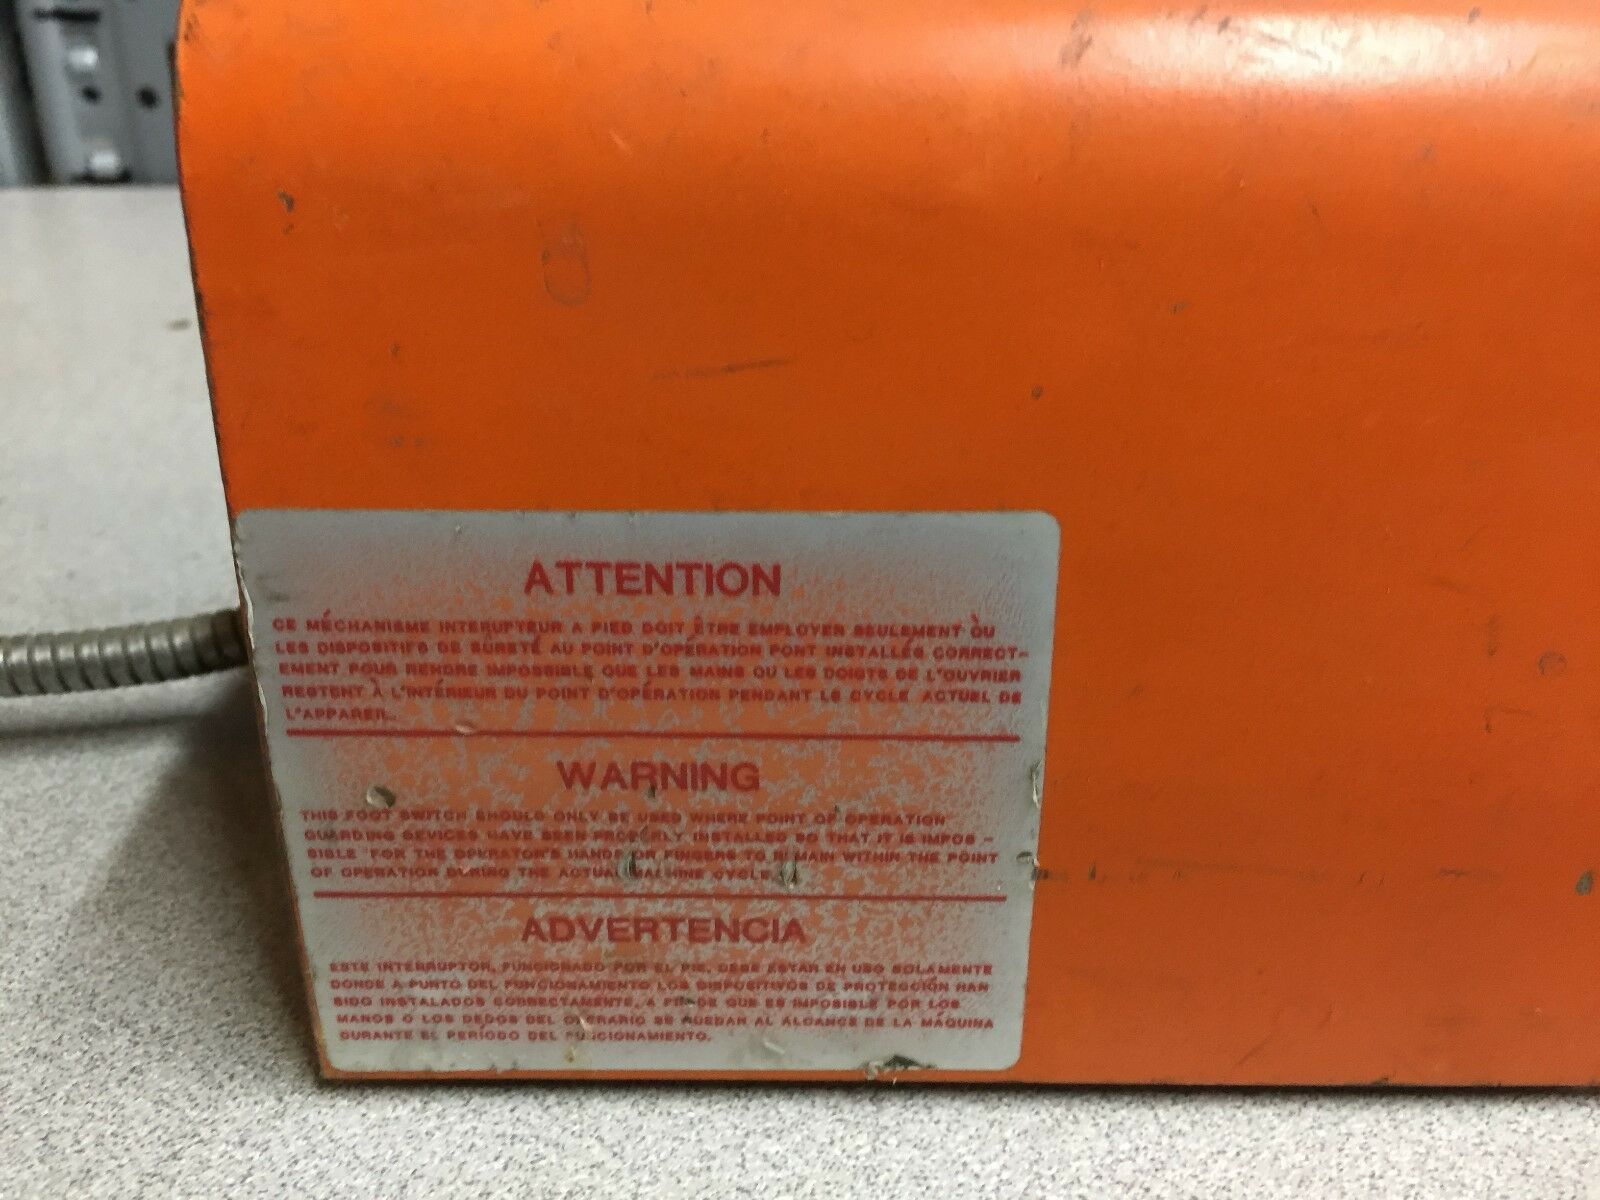 ATTENTION
CE MÉCHANISME INTERRUPTEUR A PIED DOIT ÊTRE EMPLOYER SEULEMENT OÙ
LES DISPOSITIFS DE SÛRETÉ AU POINT D'OPÉRATION PONT INSTALLÉS CORRECT-
EMENT POUR RENDRE IMPOSSIBLE QUE LES MAINS OU LES DOIGTS DE L'OUVRIER
RESTENT À L'INTÉRIEUR DU POINT D'OPÉRATION PENDANT LE CYCLE ACTUEL DE
L'APPAREIL.
WARNING
THIS FOOT SWITCH SHOULD ONLY BE USED WHERE POINT OF OPERATION
GUARDING DEVICES HAVE BEEN PROPERLY INSTALLED SO THAT IT IS IMPOS-
SIBLE FOR THE OPERATOR'S HANDS OR FINGERS TO REMAIN WITHIN THE POINT
OF OPERATION DURING THE ACTUAL MACHINE CYCLE.
ADVERTENCIA
ESTE INTERRUPTOR, FUNCIONADO POR EL PIE, DEBE ESTAR EN USO SOLAMENTE
DONDE A PUNTO DEL FUNCIONAMIENTO LOS DISPOSITIVOS DE PROTECCIÓN HAN
SIDO INSTALADOS CORRECTAMENTE, A FIN DE QUE ES IMPOSIBLE POR LOS
MANOS O LOS DEDOS DEL OPERARIO SE QUEDAN AL ALCANCE DE LA MÁQUINA
DURANTE EL PERÍODO DEL FUNCIONAMIENTO.